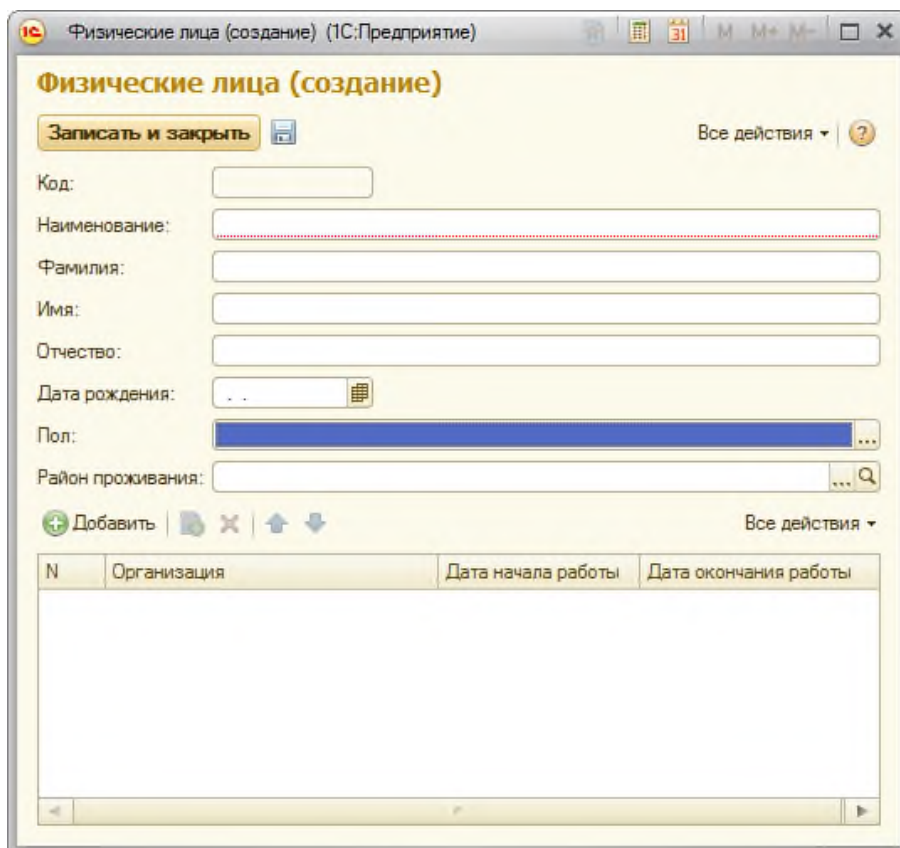 1С Физические лица (создание) (1С:Предприятие) 31 M M+ M-
Физические лица (создание)
Записать и закрыть Все действия ?
Код:
Наименование:
Фамилия:
Имя:
Отчество:
Дата рождения: . .
Пол: ...
Район проживания: ...
Добавить Все действия
N Организация Дата начала работы Дата окончания работы